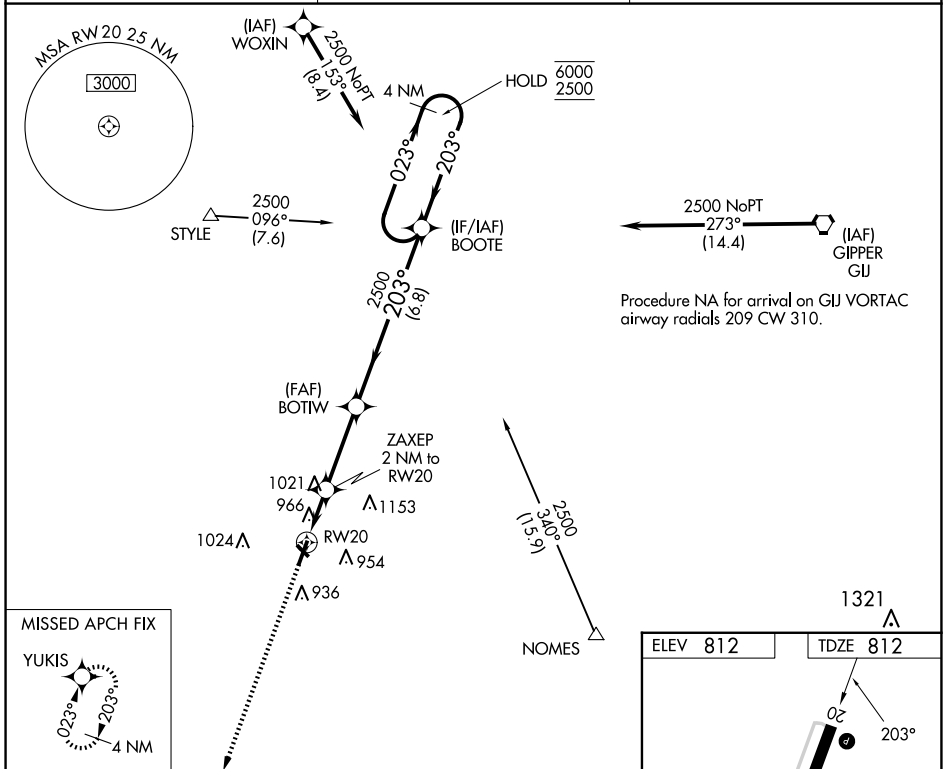 MSA RW 20 25 NM
3000
(IAF)
WOXIN
2500 NoPT
153°
(8.4)
4 NM
HOLD
6000
2500
023°
203°
STYLE
2500
096°
(7.6)
(IF/IAF)
BOOTE
2500 NoPT
273°
(14.4)
(IAF)
GIPPER
GIJ
Procedure NA for arrival on GIJ VORTAC
airway radials 209 CW 310.
2500
203°
(6.8)
(FAF)
BOTIW
ZAXEP
2 NM to
RW20
1021
966
1153
1024
RW20
954
936
2500
340°
(15.9)
NOMES
1321
MISSED APCH FIX
YUKIS
023°
203°
4 NM
ELEV 812
TDZE 812
20
203°
P